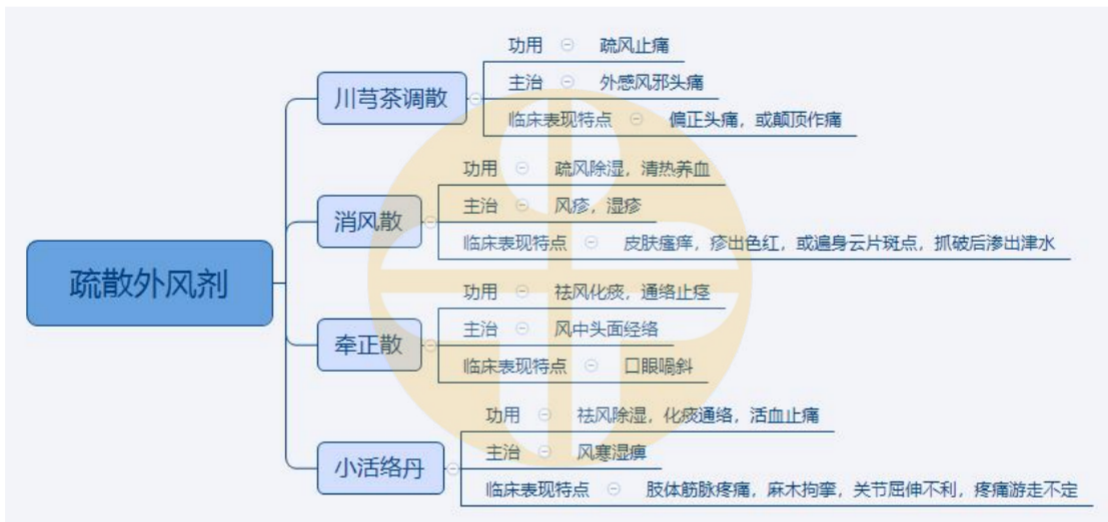 疏散外风剂
川芎茶调散
功用 疏风止痛
主治 外感风邪头痛
临床表现特点 偏正头痛，或颠顶作痛
消风散
功用 疏风除湿，清热养血
主治 风疹，湿疹
临床表现特点 皮肤瘙痒，疹出色红，或遍身云片斑点，抓破后渗出津水
牵正散
功用 祛风化痰，通络止痉
主治 风中头面经络
临床表现特点 口眼喎斜
小活络丹
功用 祛风除湿，化痰通络，活血止痛
主治 风寒湿痹
临床表现特点 肢体筋脉疼痛，麻木拘挛，关节屈伸不利，疼痛游走不定